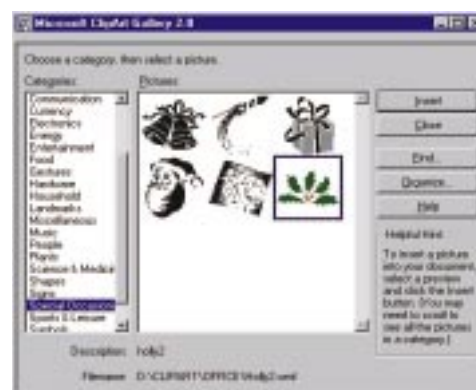 Microsoft ClipArt Gallery 2.0
Choose a category, then select a picture.
Categories:
Pictures:
Communication
Currency
Electronics
Energy
Entertainment
Food
Gestures
Hardware
Household
Landmarks
Miscellaneous
Music
People
Plants
Science & Medical
Shapes
Signs
Special Occasions
Sports & Leisure
Symbols
Insert
Close
Find...
Organize...
Help
Helpful Hint
To insert a picture
into your document,
select a preview
and click the Insert
button. (You may
need to scroll to
see all the pictures
in a category.)
Description: holly2
Filename: D:\CLIPART\OFFICE\Holly2.wmf